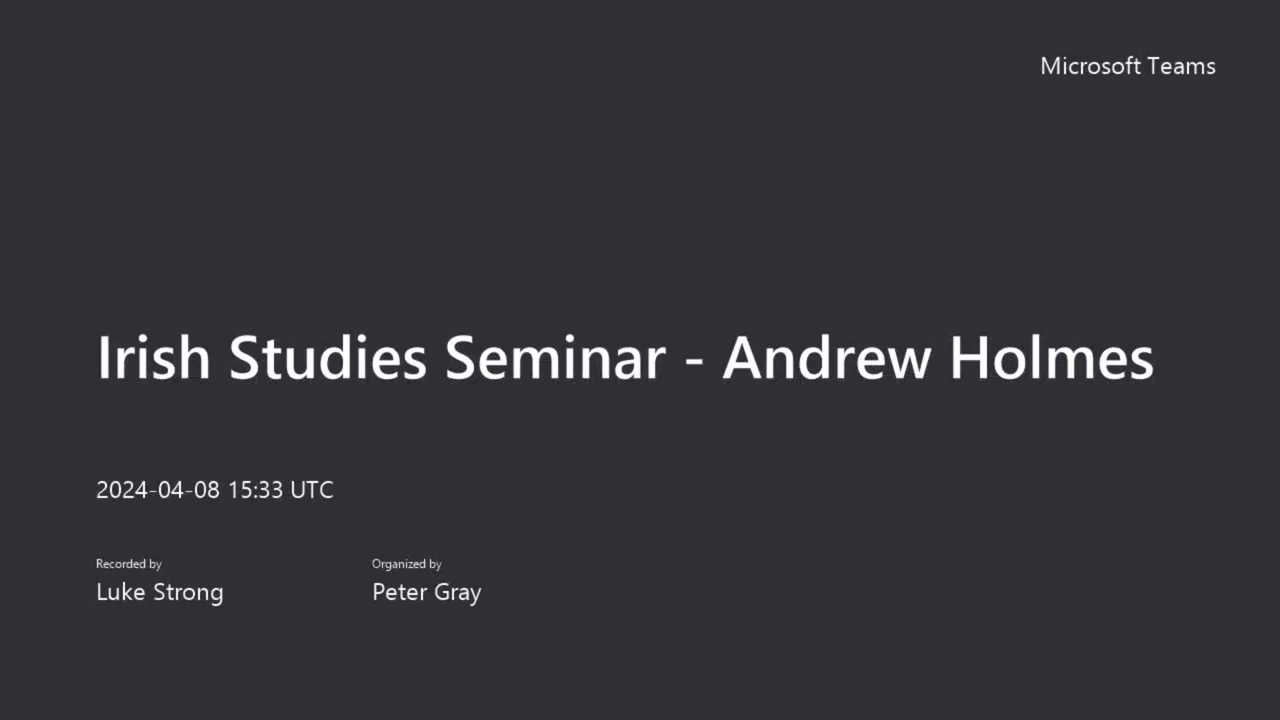 Microsoft Teams
Irish Studies Seminar - Andrew Holmes
2024-04-08 15:33 UTC
Recorded by
Luke Strong
Organized by
Peter Gray